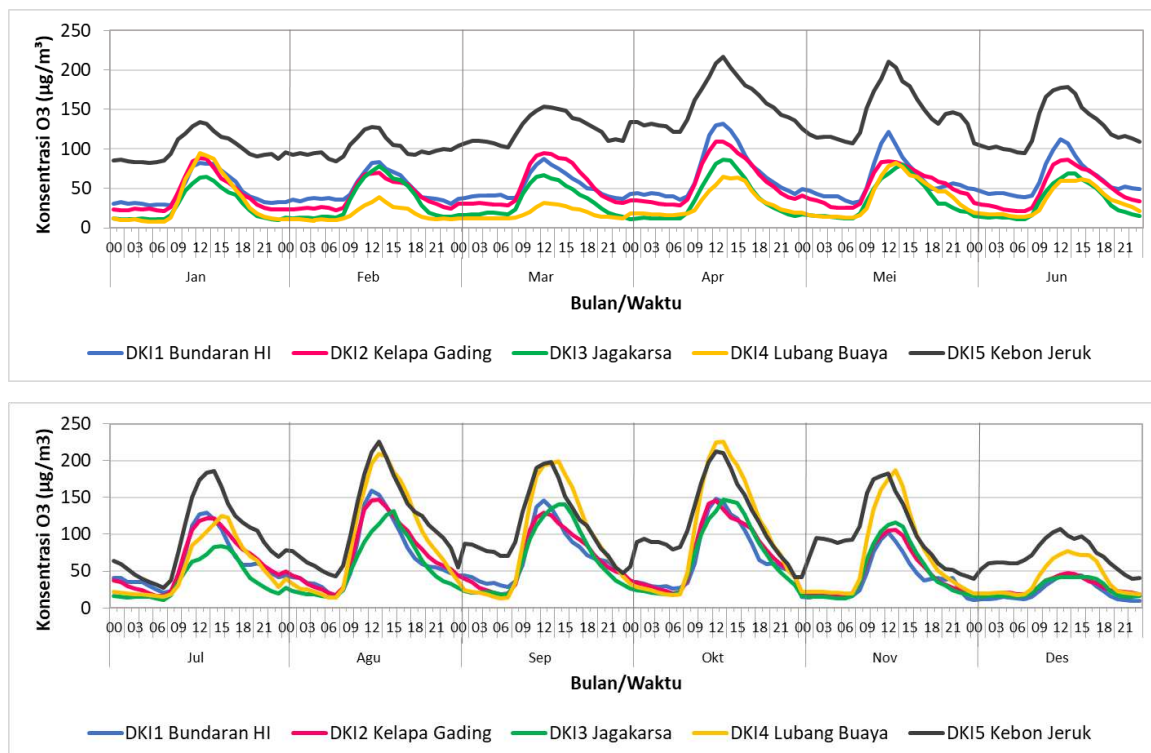 Konsentrasi O3 (µg/m³)
250
200
150
100
50
0
00 03 06 09 12 15 18 21 00 03 06 09 12 15 18 21 00 03 06 09 12 15 18 21 00 03 06 09 12 15 18 21 00 03 06 09 12 15 18 21 00 03 06 09 12 15 18 21
Jan Feb Mar Apr Mei Jun
Bulan/Waktu
DKI1 Bundaran HI DKI2 Kelapa Gading DKI3 Jagakarsa DKI4 Lubang Buaya DKI5 Kebon Jeruk
Konsentrasi O3 (µg/m3)
250
200
150
100
50
0
00 03 06 09 12 15 18 21 00 03 06 09 12 15 18 21 00 03 06 09 12 15 18 21 00 03 06 09 12 15 18 21 00 03 06 09 12 15 18 21 00 03 06 09 12 15 18 21
Jul Agu Sep Okt Nov Des
Bulan/Waktu
DKI1 Bundaran HI DKI2 Kelapa Gading DKI3 Jagakarsa DKI4 Lubang Buaya DKI5 Kebon Jeruk